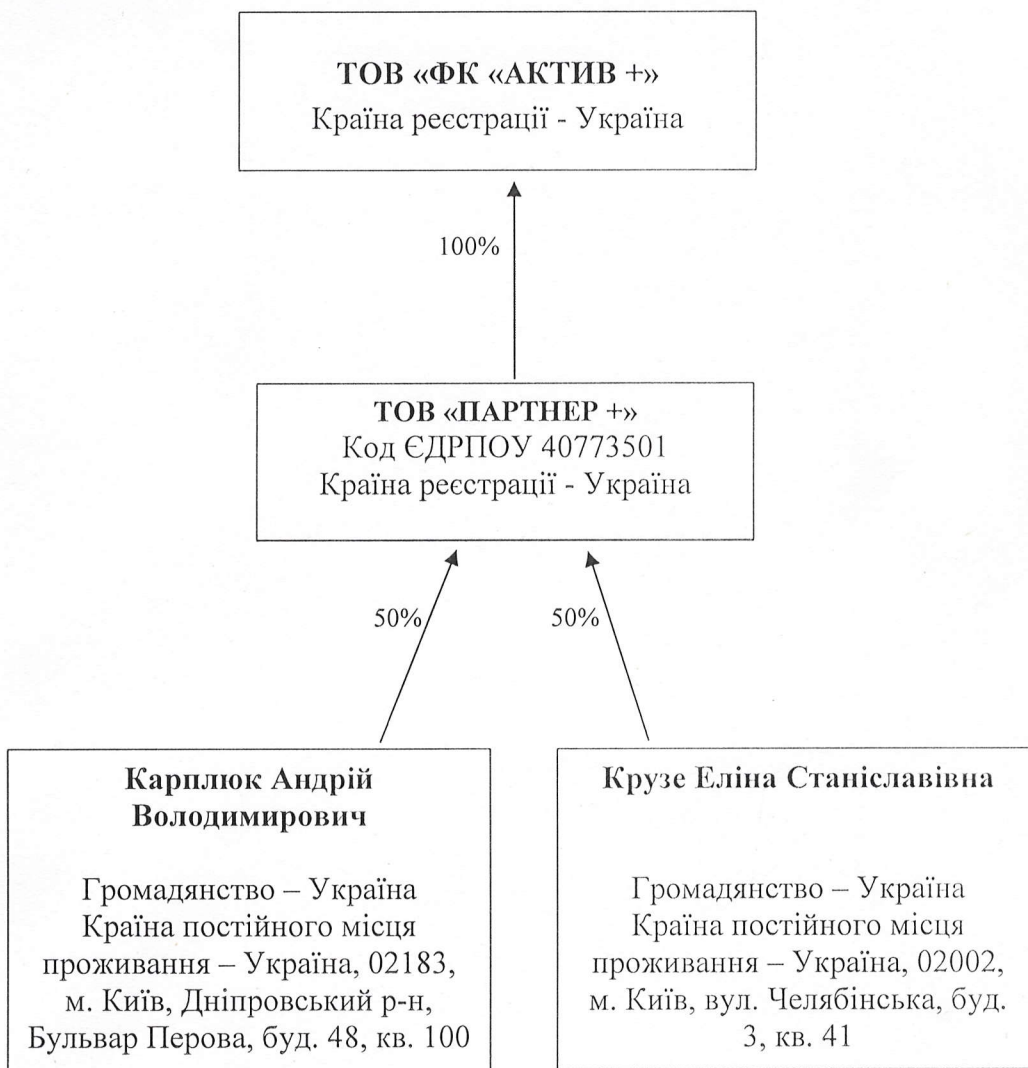 ТОВ «ФК «АКТИВ +»
Країна реєстрації - Україна
100%
ТОВ «ПАРТНЕР +»
Код ЄДРПОУ 40773501
Країна реєстрації - Україна
50%
50%
Карплюк Андрій
Володимирович
Громадянство – Україна
Країна постійного місця
проживання – Україна, 02183,
м. Київ, Дніпровський р-н,
Бульвар Перова, буд. 48, кв. 100
Крузе Еліна Станіславівна
Громадянство – Україна
Країна постійного місця
проживання – Україна, 02002,
м. Київ, вул. Челябінська, буд.
3, кв. 41